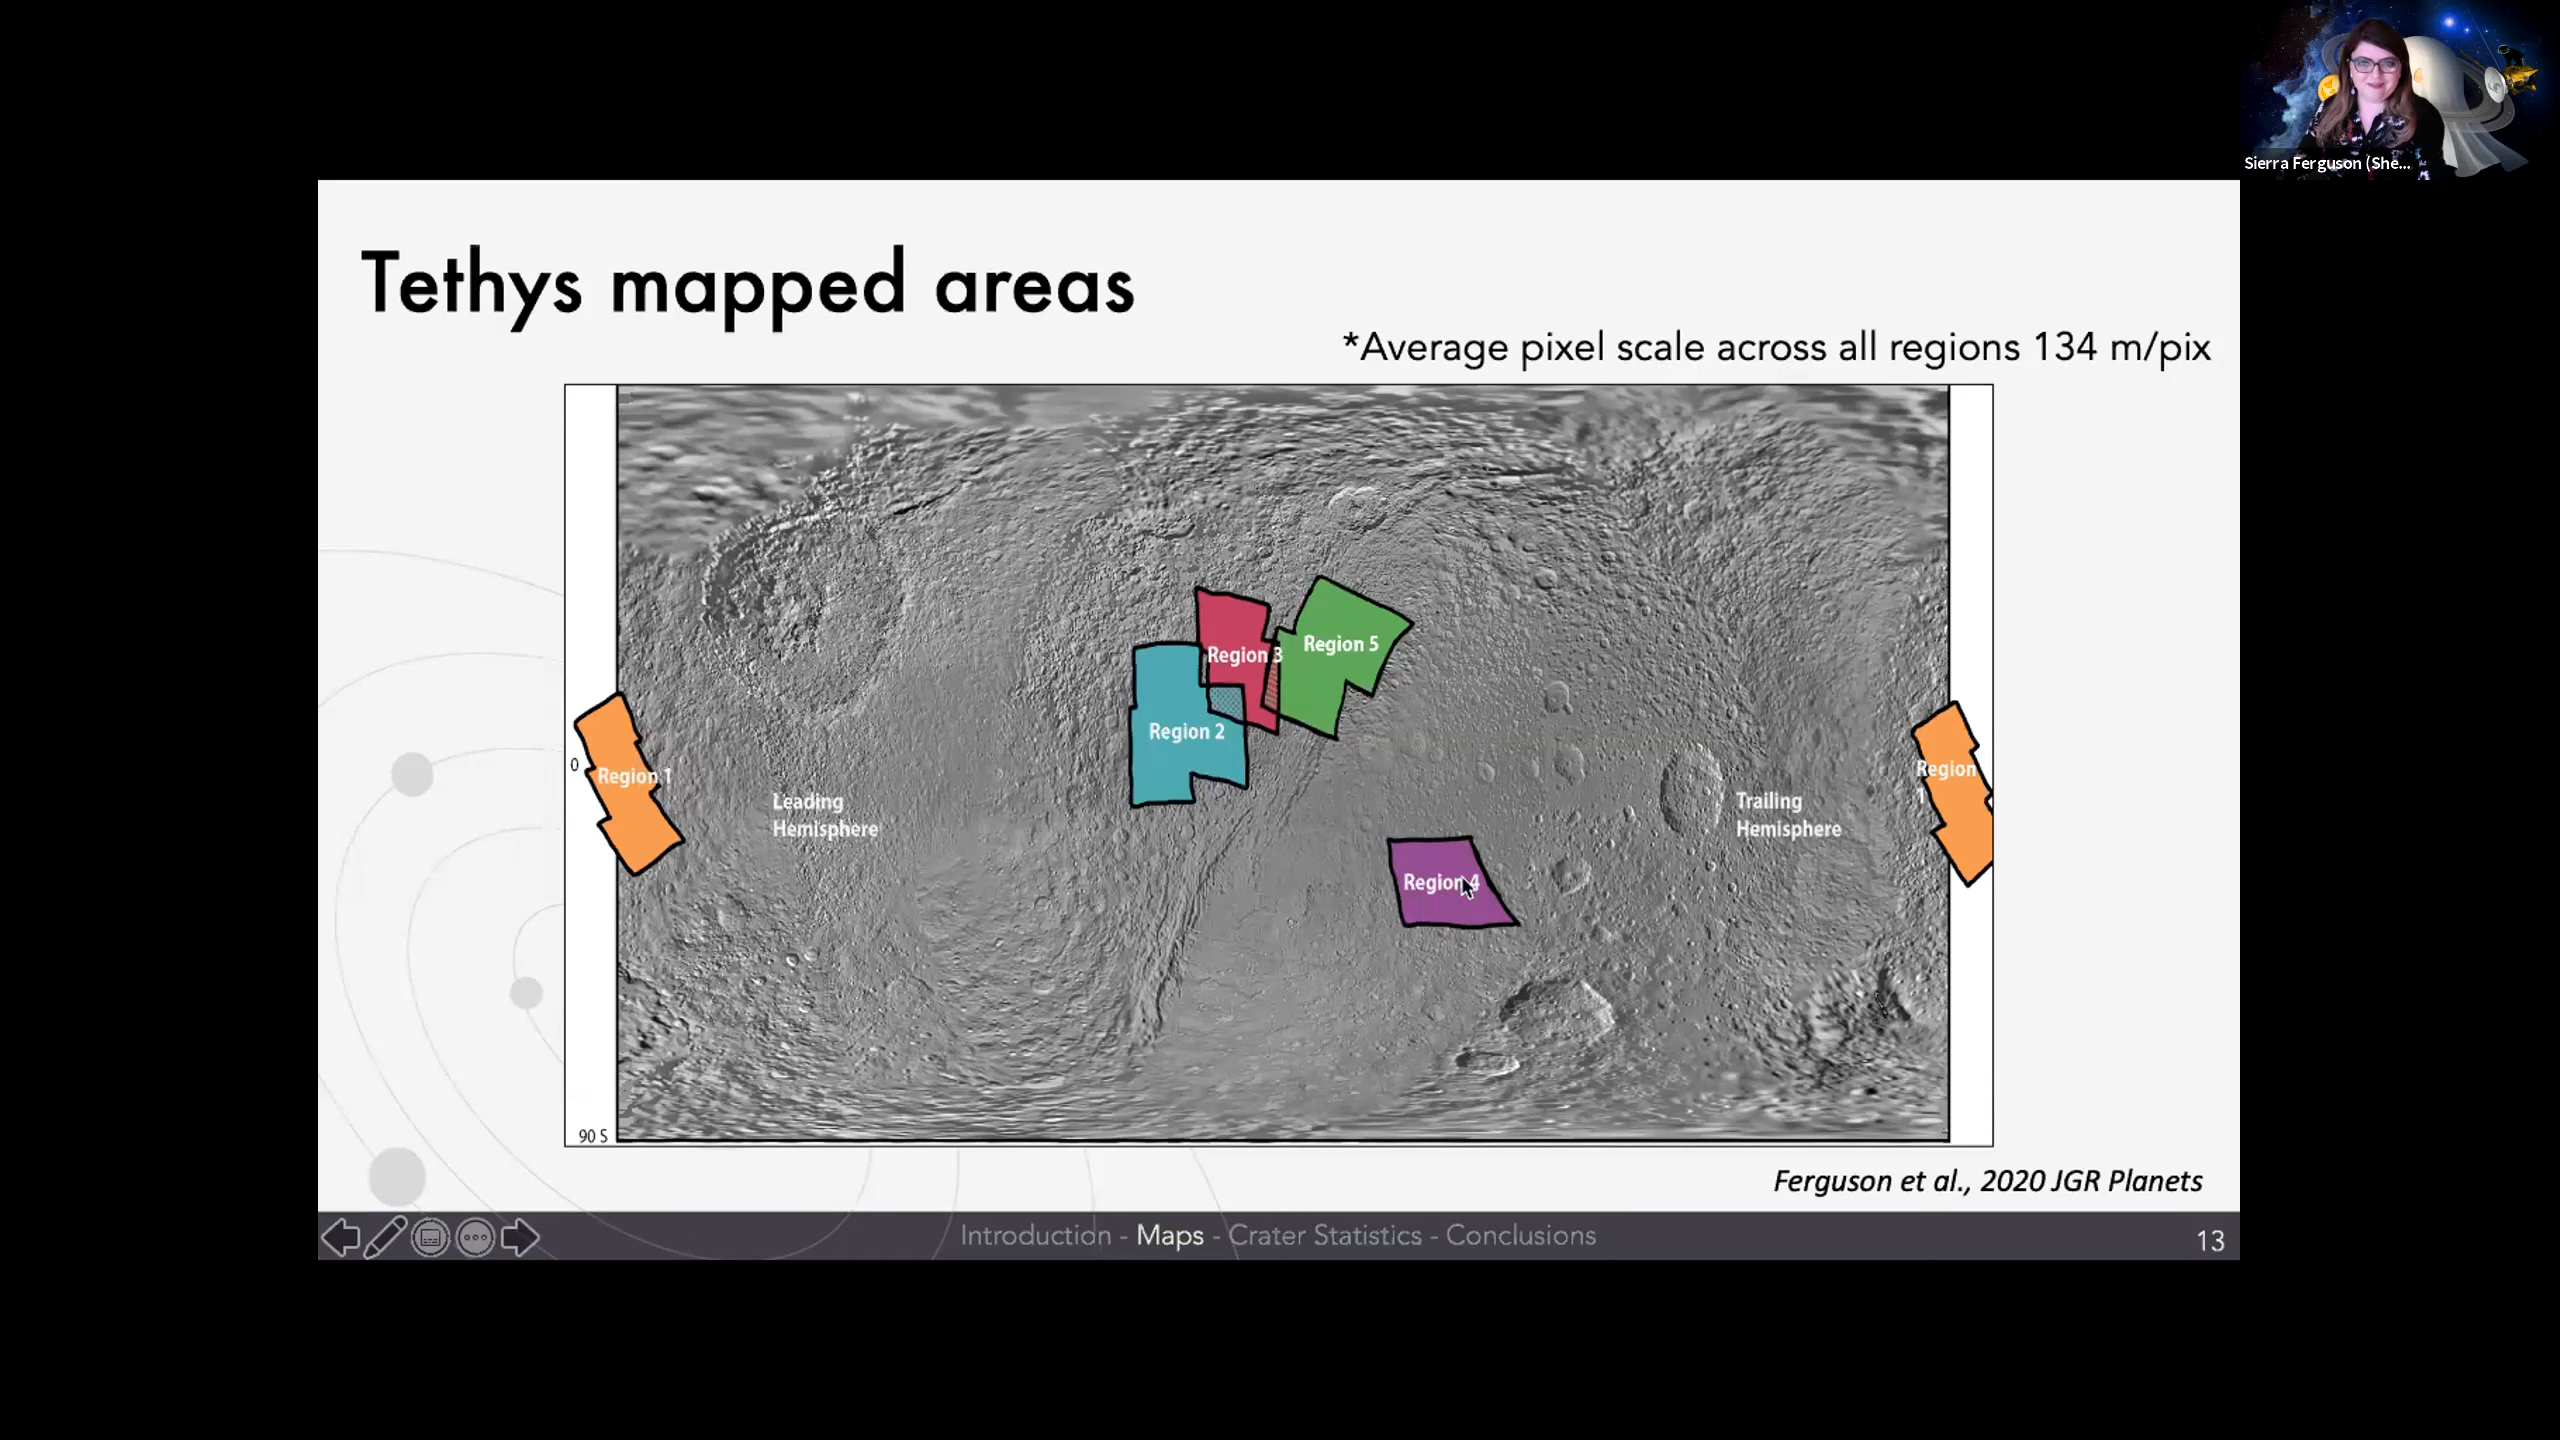 Sierra Ferguson (She...
Tethys mapped areas
*Average pixel scale across all regions 134 m/pix
Region 3
Region 5
Region 2
0
Region 1
Region
1
Leading
Hemisphere
Trailing
Hemisphere
Region 4
90 S
Ferguson et al., 2020 JGR Planets
Introduction - Maps - Crater Statistics - Conclusions
13